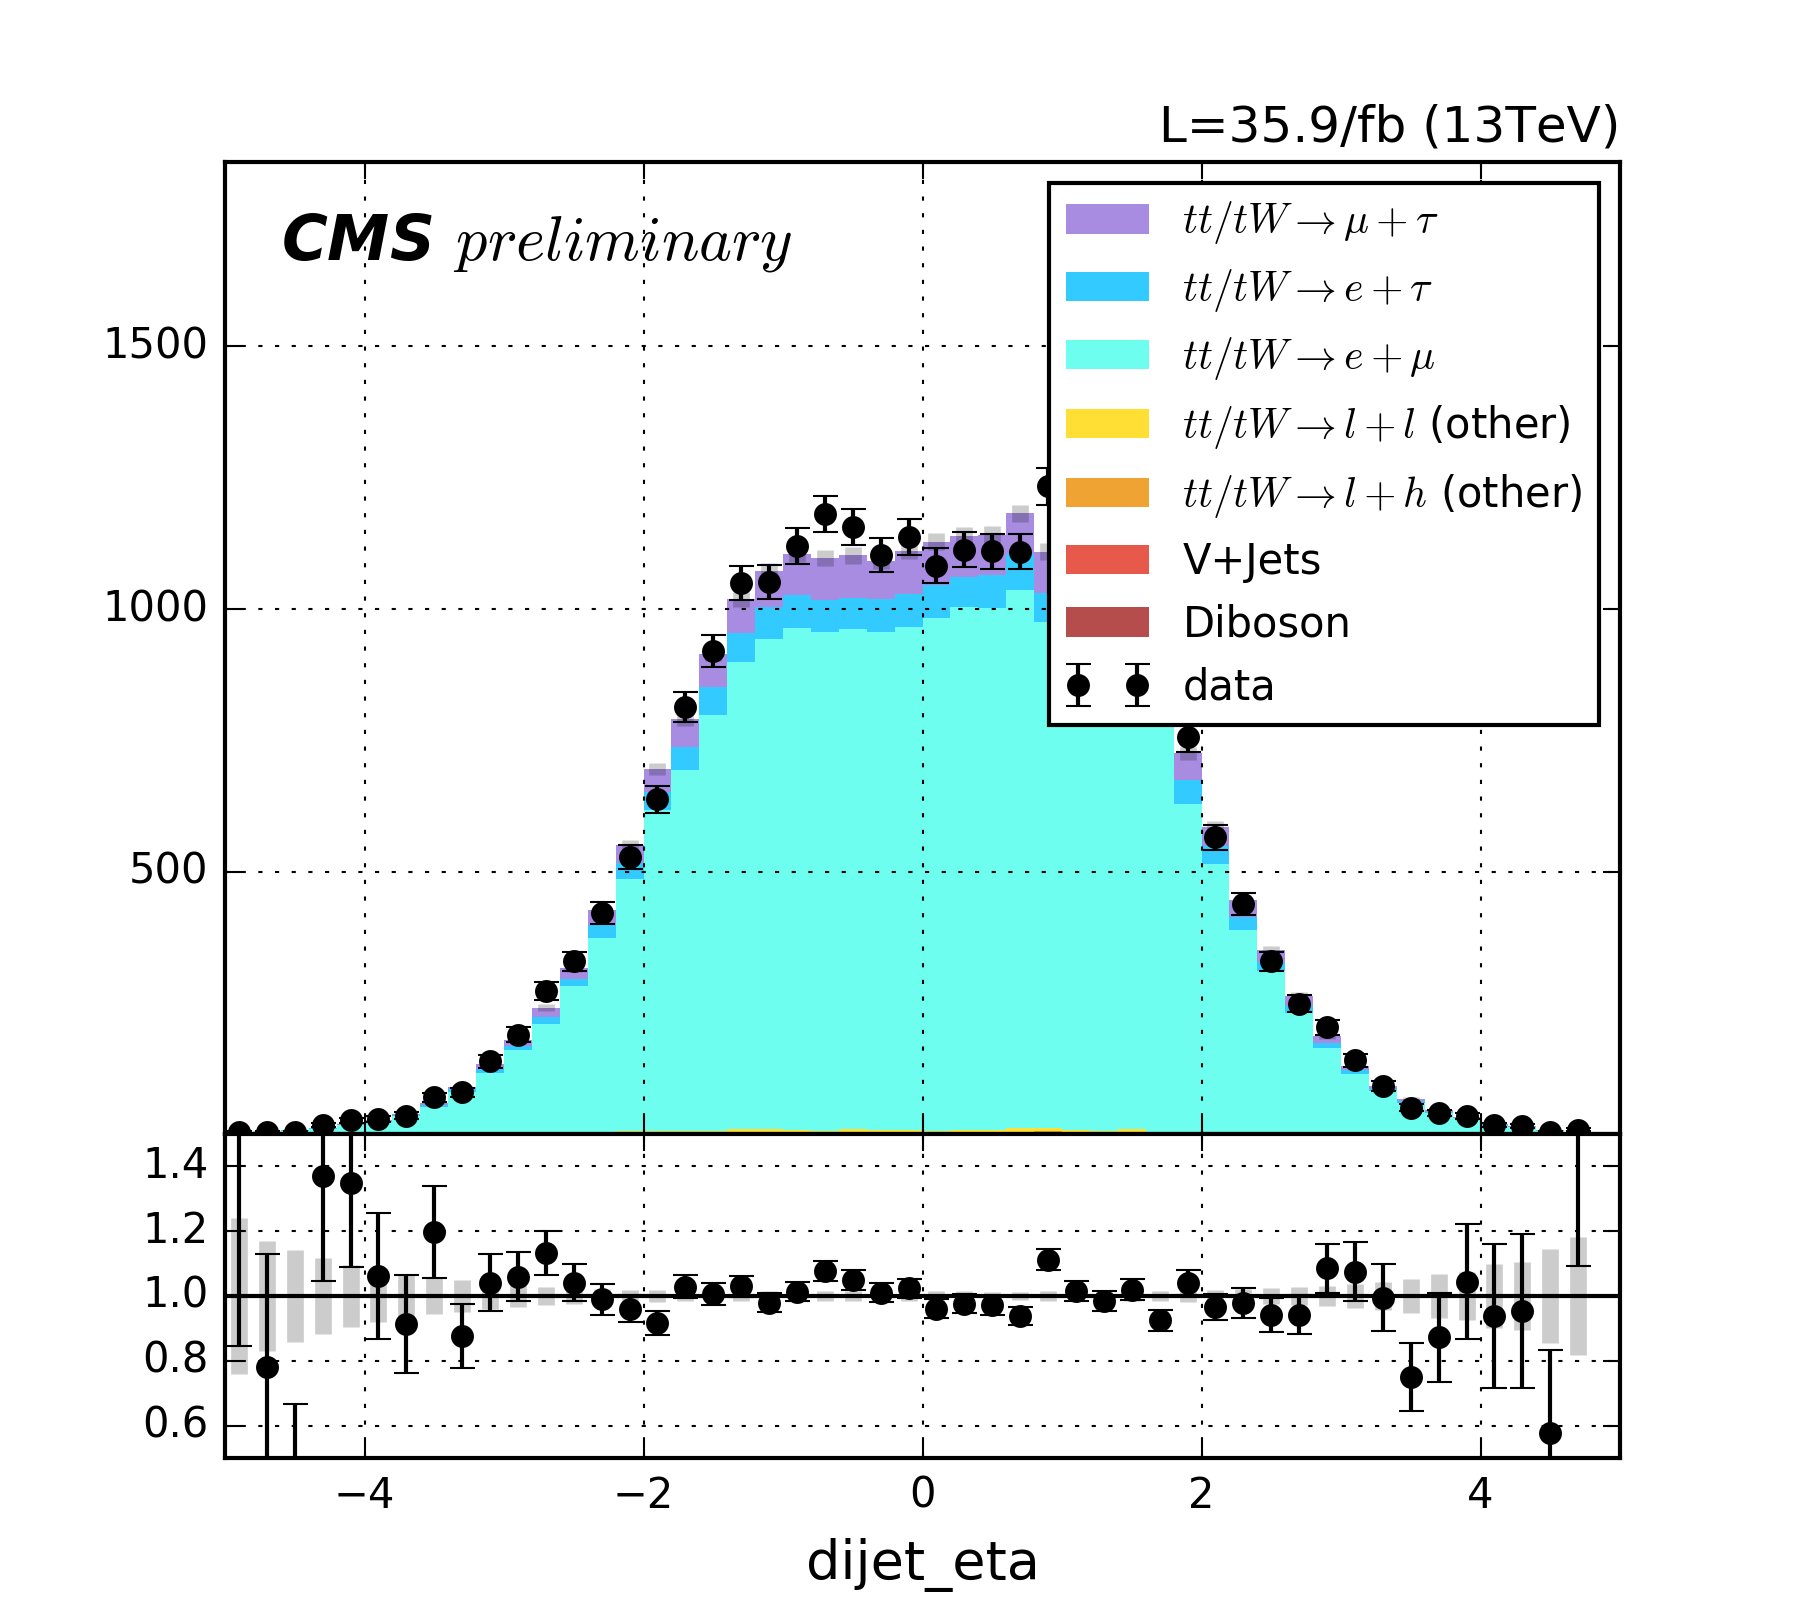 L=35.9/fb (13TeV)
CMS preliminary
tt/tW→μ+τ
tt/tW→e+τ
tt/tW→e+μ
tt/tW→l+l (other)
tt/tW→l+h (other)
V+Jets
Diboson
data
1500
1000
500
1.4
1.2
1.0
0.8
0.6
−4 −2 0 2 4
dijet_eta